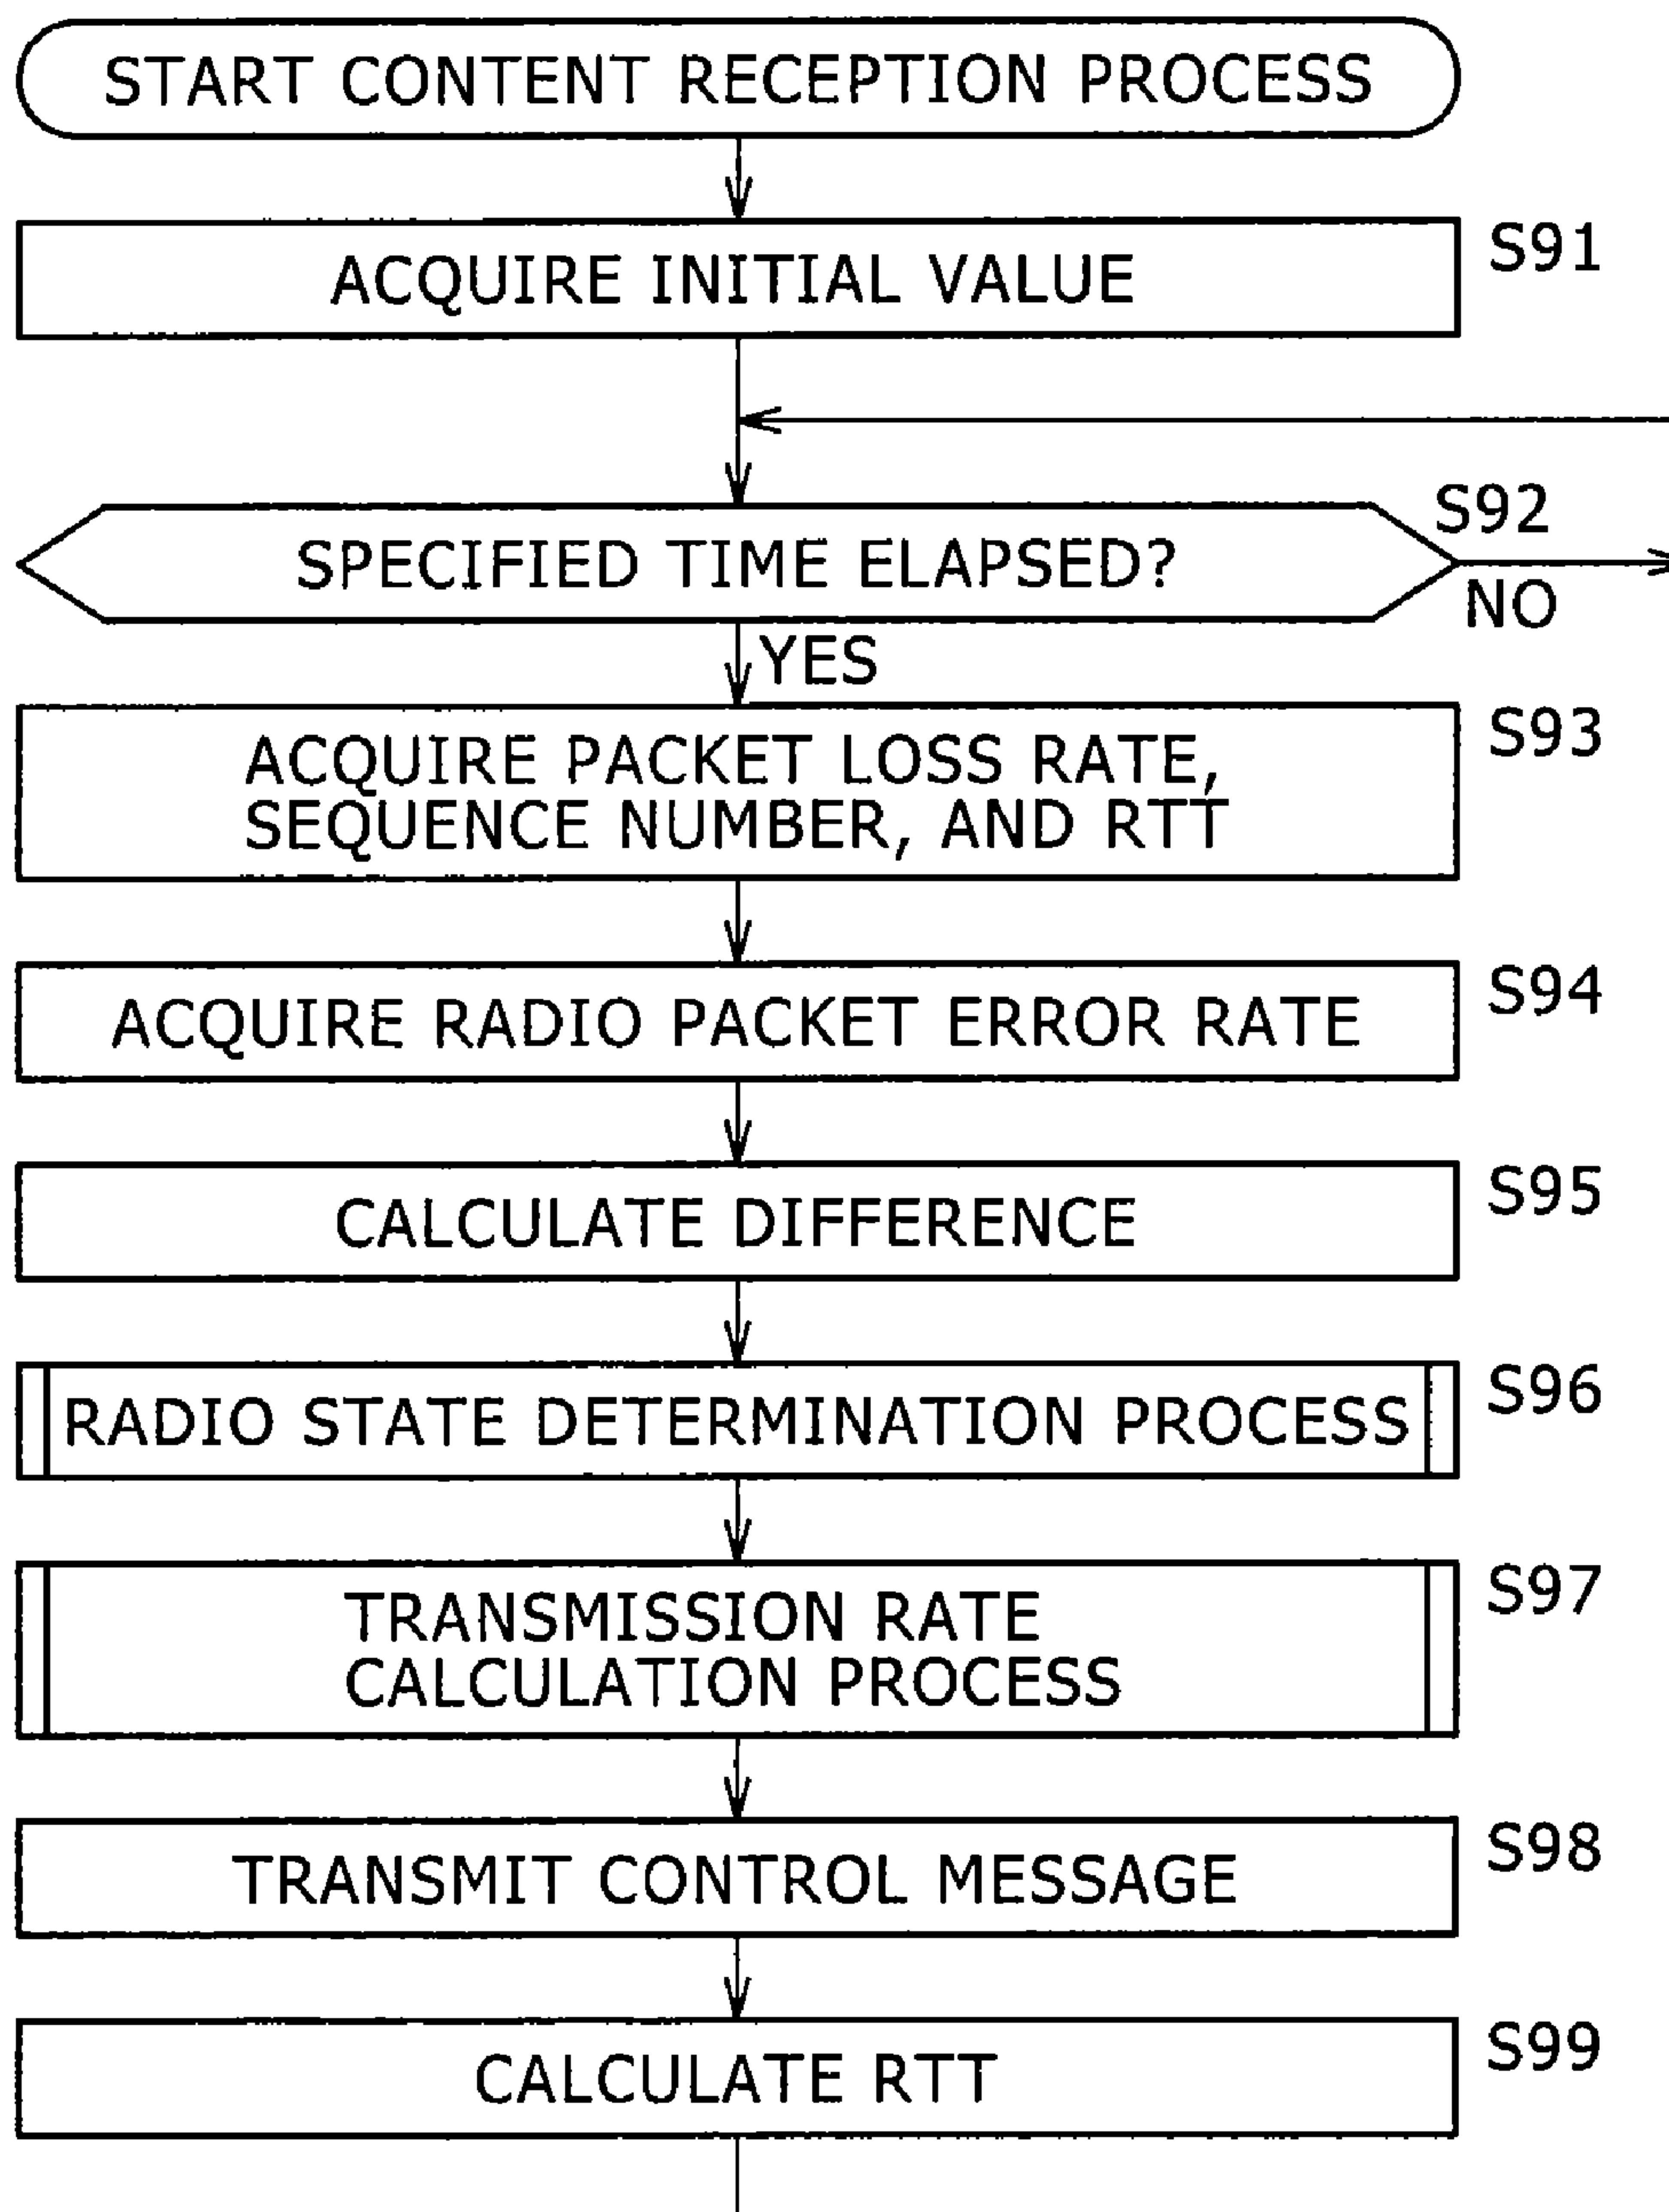 START CONTENT RECEPTION PROCESS
ACQUIRE INITIAL VALUE
S91
SPECIFIED TIME ELAPSED?
S92
NO
YES
ACQUIRE PACKET LOSS RATE,
SEQUENCE NUMBER, AND RTT
S93
ACQUIRE RADIO PACKET ERROR RATE
S94
CALCULATE DIFFERENCE
S95
RADIO STATE DETERMINATION PROCESS
S96
TRANSMISSION RATE
CALCULATION PROCESS
S97
TRANSMIT CONTROL MESSAGE
S98
CALCULATE RTT
S99